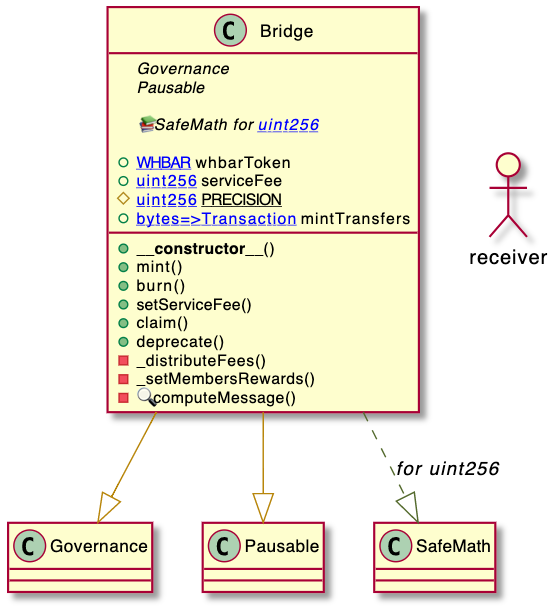 C Bridge
Governance
Pausable
📚SafeMath for uint256
WHBAR whbarToken
uint256 serviceFee
uint256 PRECISION
bytes=>Transaction mintTransfers
__constructor__()
mint()
burn()
setServiceFee()
claim()
deprecate()
_distributeFees()
_setMembersRewards()
🔍computeMessage()
receiver
for uint256
C Governance
C Pausable
C SafeMath